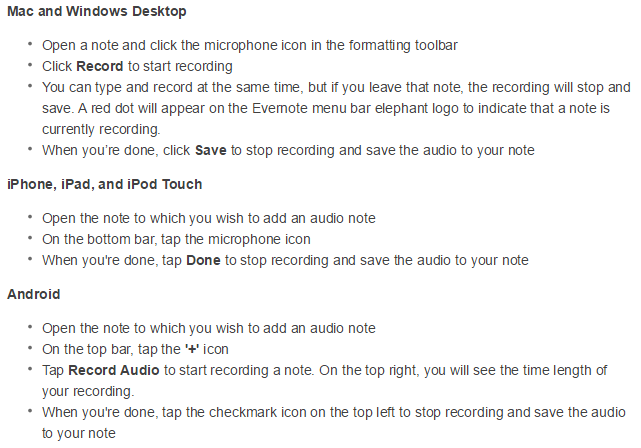 Mac and Windows Desktop
• Open a note and click the microphone icon in the formatting toolbar
• Click Record to start recording
• You can type and record at the same time, but if you leave that note, the recording will stop and
save. A red dot will appear on the Evernote menu bar elephant logo to indicate that a note is
currently recording.
• When you're done, click Save to stop recording and save the audio to your note
iPhone, iPad, and iPod Touch
• Open the note to which you wish to add an audio note
• On the bottom bar, tap the microphone icon
• When you're done, tap Done to stop recording and save the audio to your note
Android
• Open the note to which you wish to add an audio note
• On the top bar, tap the '+' icon
• Tap Record Audio to start recording a note. On the top right, you will see the time length of
your recording.
• When you're done, tap the checkmark icon on the top left to stop recording and save the audio
to your note